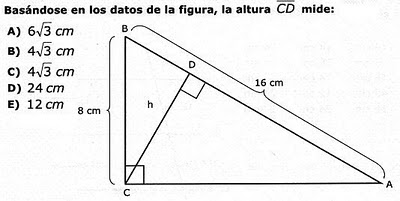 Basándose en los datos de la figura, la altura CD mide:
A) 6√3 cm
B) 4√3 cm
C) 4√3 cm
D) 24 cm
E) 12 cm
B
D
16 cm
8 cm
h
C
A